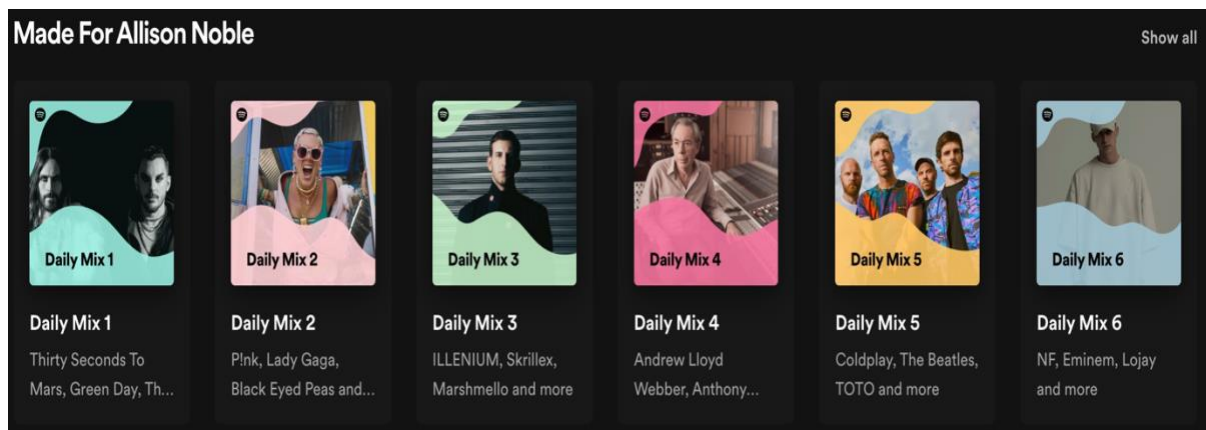 Made For Allison Noble
Show all
Daily Mix 1
Daily Mix 2
Daily Mix 3
Daily Mix 4
Daily Mix 5
Daily Mix 6
Daily Mix 1
Thirty Seconds To
Mars, Green Day, Th...
Daily Mix 2
P!nk, Lady Gaga,
Black Eyed Peas and...
Daily Mix 3
ILLENIUM, Skrillex,
Marshmello and more
Daily Mix 4
Andrew Lloyd
Webber, Anthony...
Daily Mix 5
Coldplay, The Beatles,
TOTO and more
Daily Mix 6
NF, Eminem, Lojay
and more